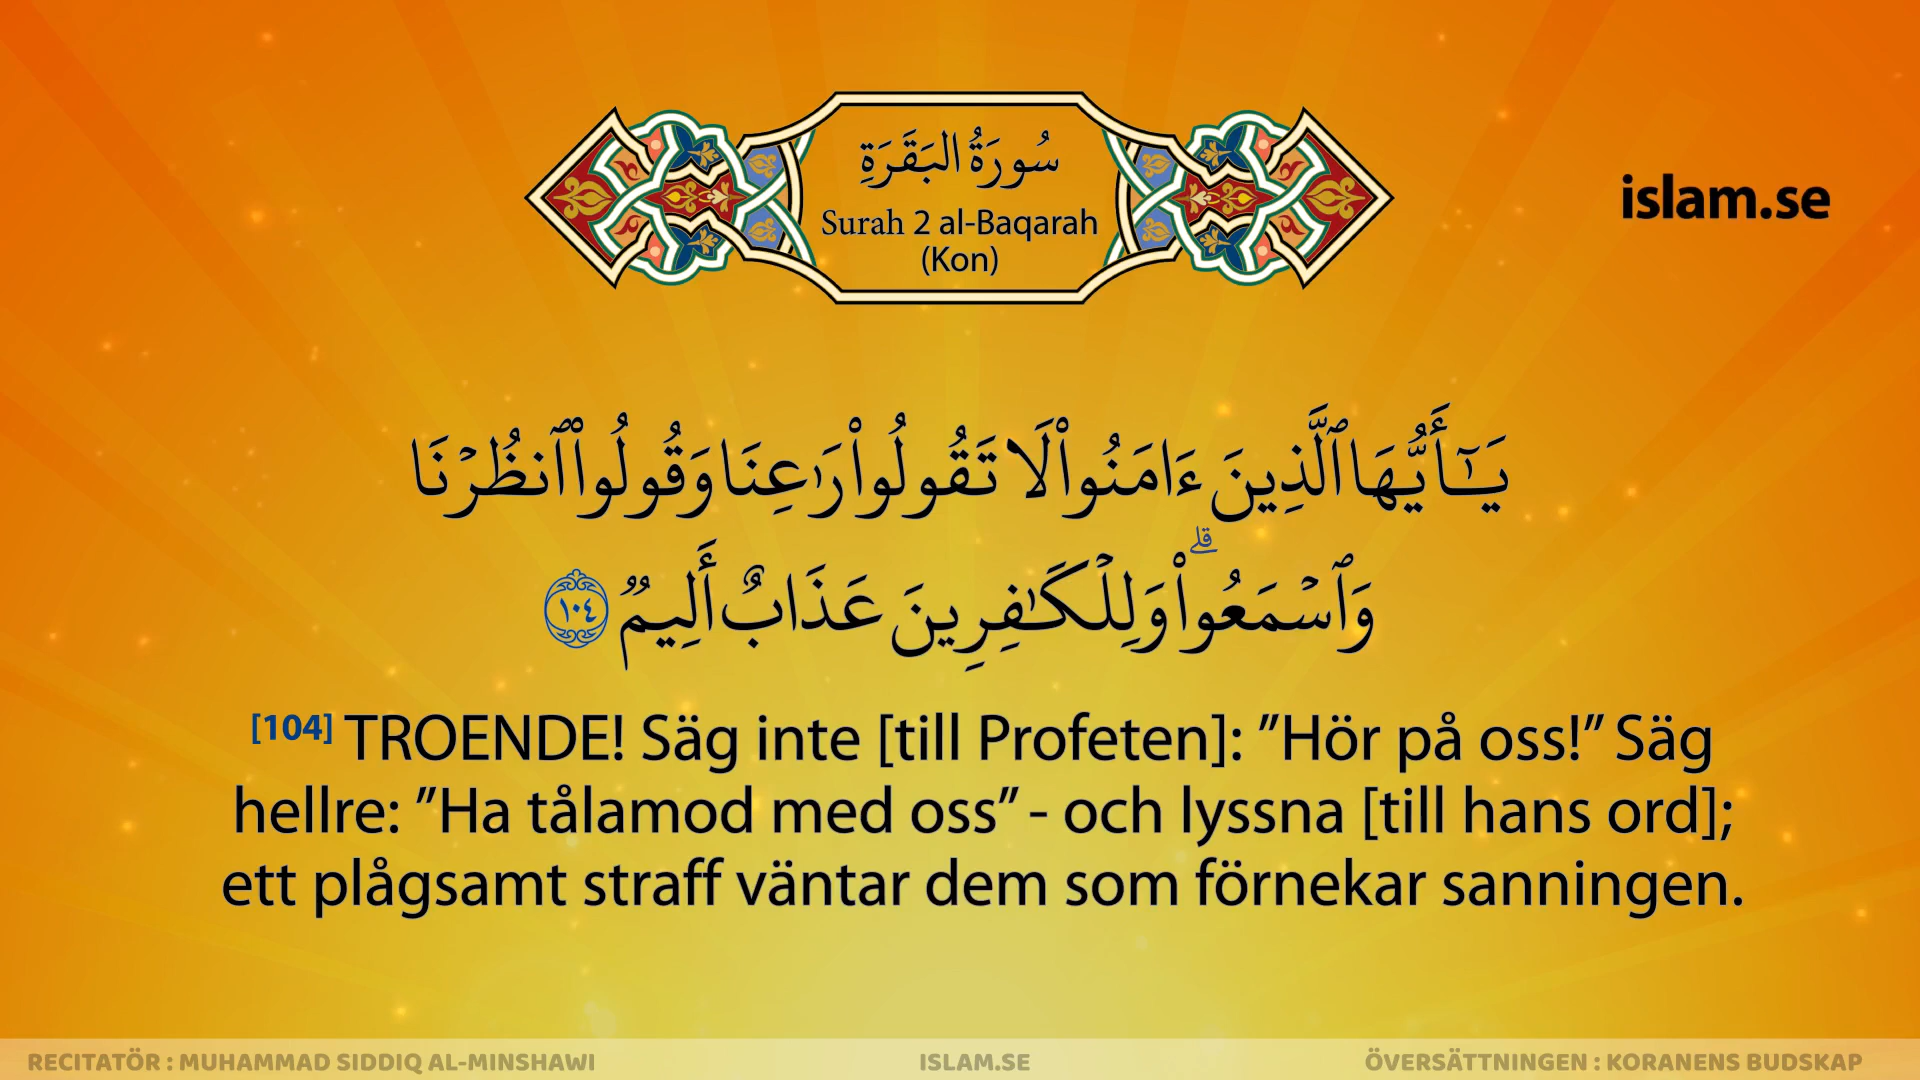 سُورَةُ البَقَرَةِ
Surah 2 al-Baqarah
(Kon)
islam.se
يَـٰٓأَيُّهَا ٱلَّذِينَ ءَامَنُوا۟ لَا تَقُولُوا۟ رَٰعِنَا وَقُولُوا۟ ٱنظُرْنَا
وَٱسْمَعُوا۟ ۗ وَلِلْكَـٰفِرِينَ عَذَابٌ أَلِيمٌ ١٠٤
[104] TROENDE! Säg inte [till Profeten]: ”Hör på oss!” Säg
hellre: ”Ha tålamod med oss” - och lyssna [till hans ord];
ett plågsamt straff väntar dem som förnekar sanningen.
RECITATÖR : MUHAMMAD SIDDIQ AL-MINSHAWI
ISLAM.SE
ÖVERSÄTTNINGEN : KORANENS BUDSKAP